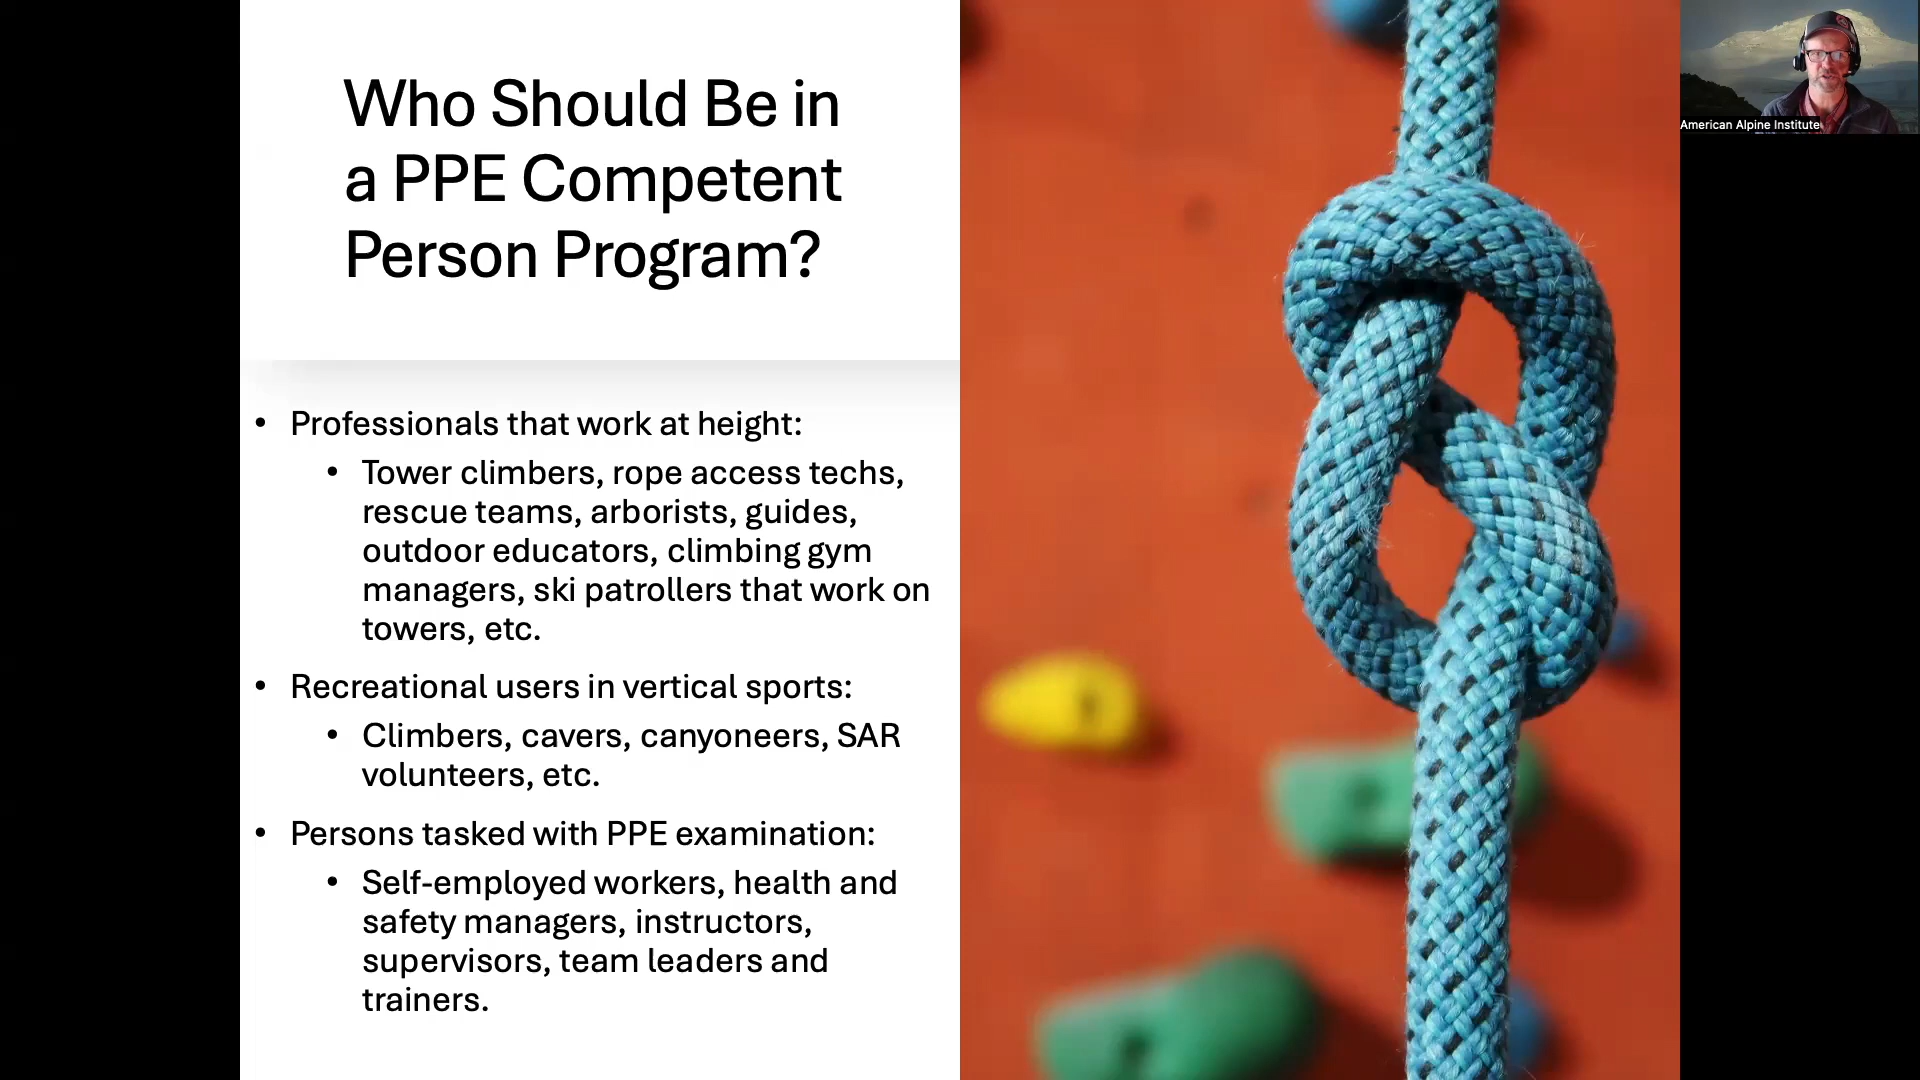 Who Should Be in
a PPE Competent
Person Program?
• Professionals that work at height:
• Tower climbers, rope access techs,
rescue teams, arborists, guides,
outdoor educators, climbing gym
managers, ski patrollers that work on
towers, etc.
• Recreational users in vertical sports:
• Climbers, cavers, canyoneers, SAR
volunteers, etc.
• Persons tasked with PPE examination:
• Self-employed workers, health and
safety managers, instructors,
supervisors, team leaders and
trainers.
American Alpine Institute